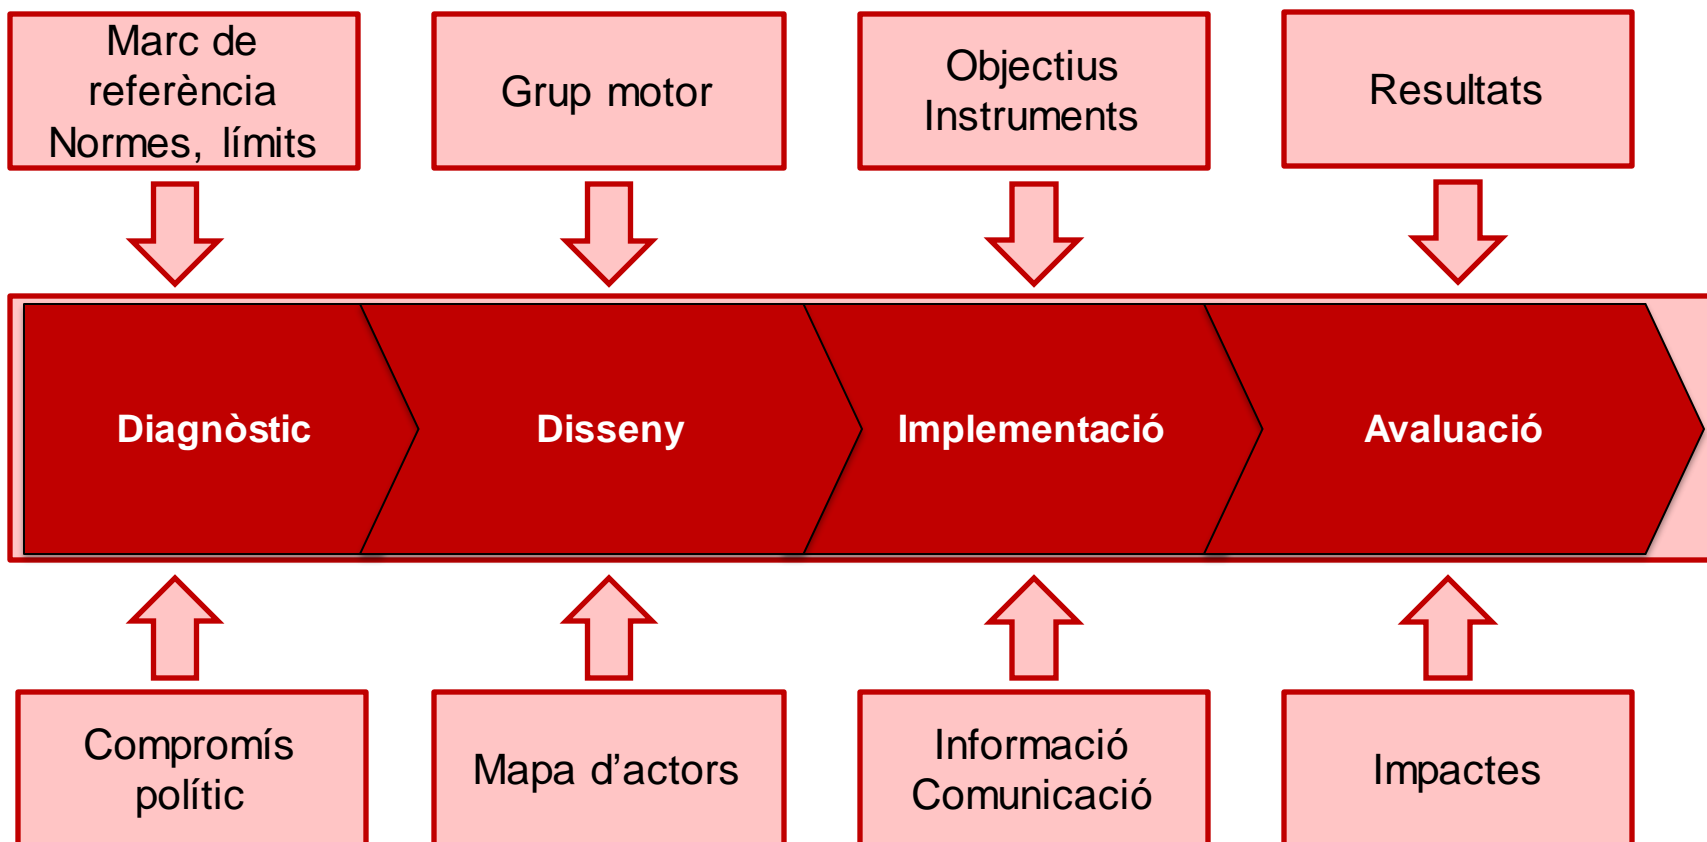 Marc de
referència
Normes, límits
Grup motor
Objectius
Instruments
Resultats
Diagnòstic
Disseny
Implementació
Avaluació
Compromís
polític
Mapa d’actors
Informació
Comunicació
Impactes